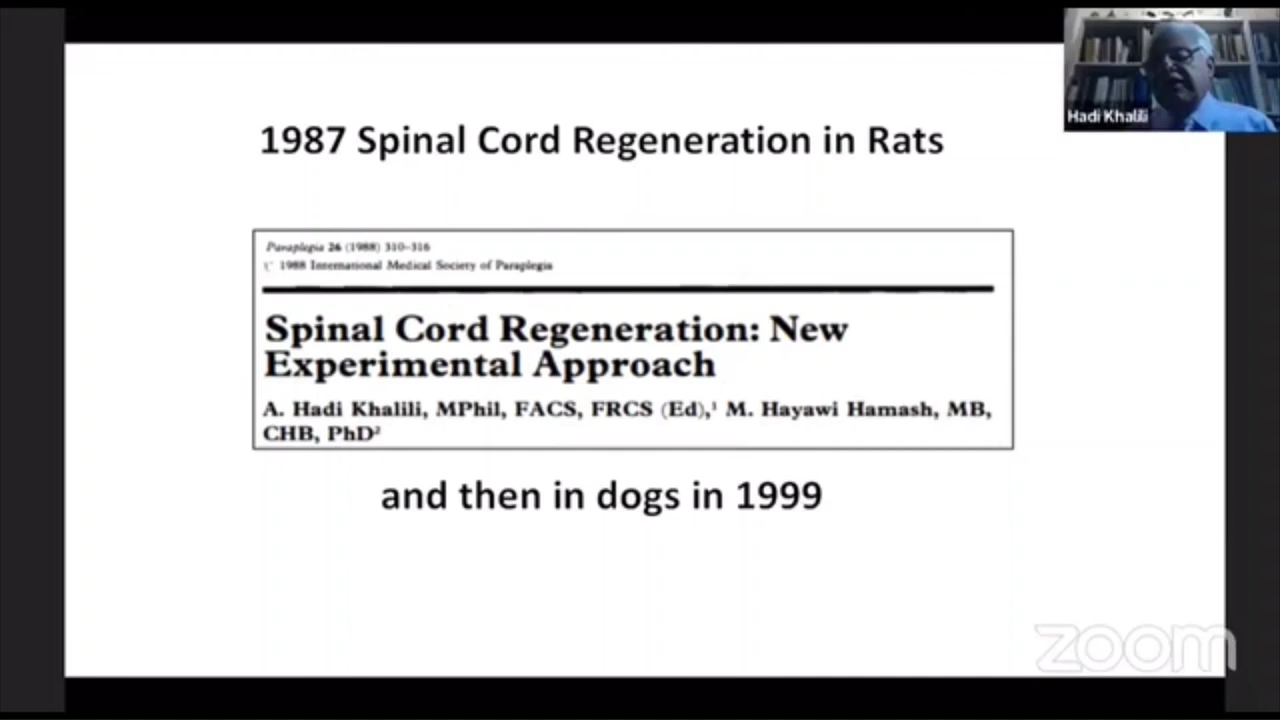 Hadi Khalili
1987 Spinal Cord Regeneration in Rats
Paraplegia 26 (1988) 310–316
© 1988 International Medical Society of Paraplegia
Spinal Cord Regeneration: New
Experimental Approach
A. Hadi Khalili, MPhil, FACS, FRCS (Ed),¹ M. Hayawi Hamash, MB,
CHB, PhD²
and then in dogs in 1999
zoom